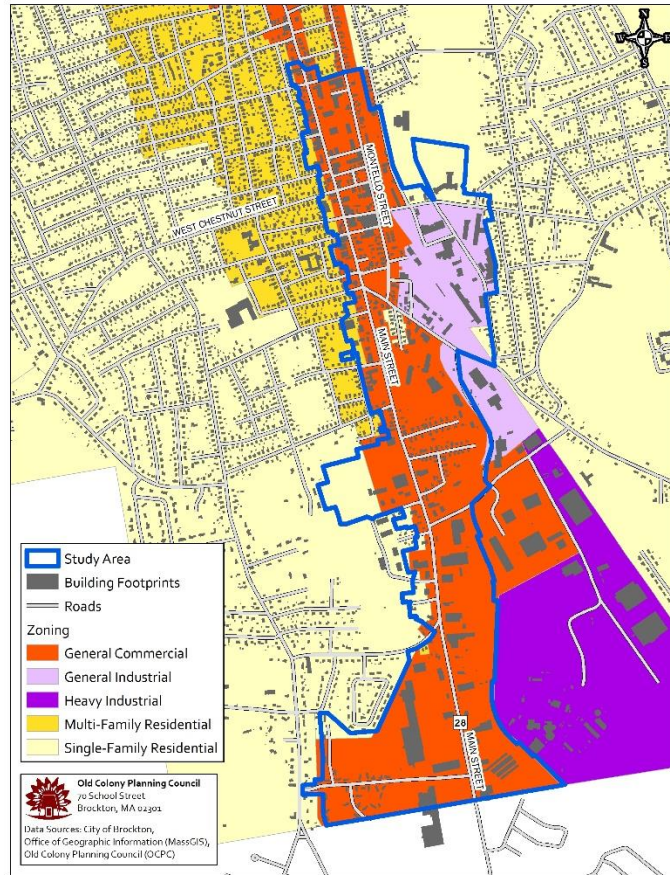 N
W
E
S
MONTELLO STREET
WEST CHESTNUT STREET
MAIN STREET
28
MAIN STREET
Study Area
Building Footprints
Roads
Zoning
General Commercial
General Industrial
Heavy Industrial
Multi-Family Residential
Single-Family Residential
Old Colony Planning Council
70 School Street
Brockton, MA 02301
Data Sources: City of Brockton,
Office of Geographic Information (MassGIS),
Old Colony Planning Council (OCPC)